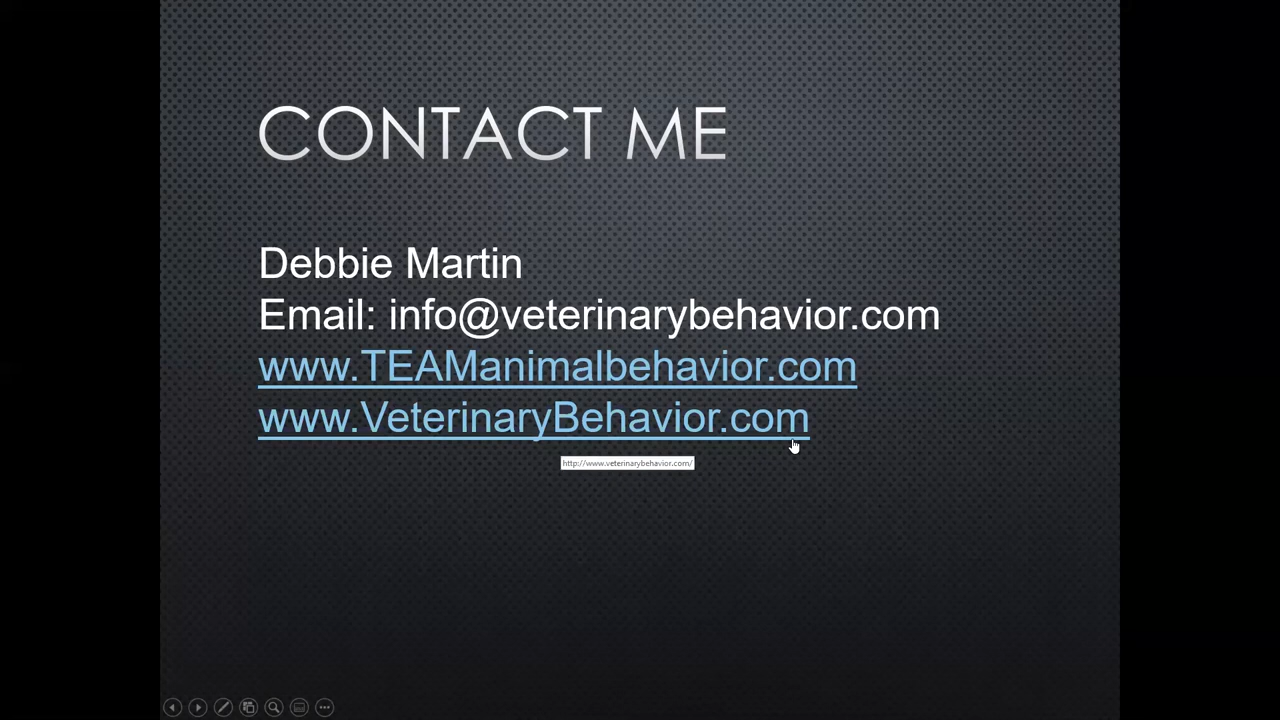 CONTACT ME
Debbie Martin
Email: info@veterinarybehavior.com
www.TEAManimalbehavior.com
www.VeterinaryBehavior.com
http://www.veterinarybehavior.com/